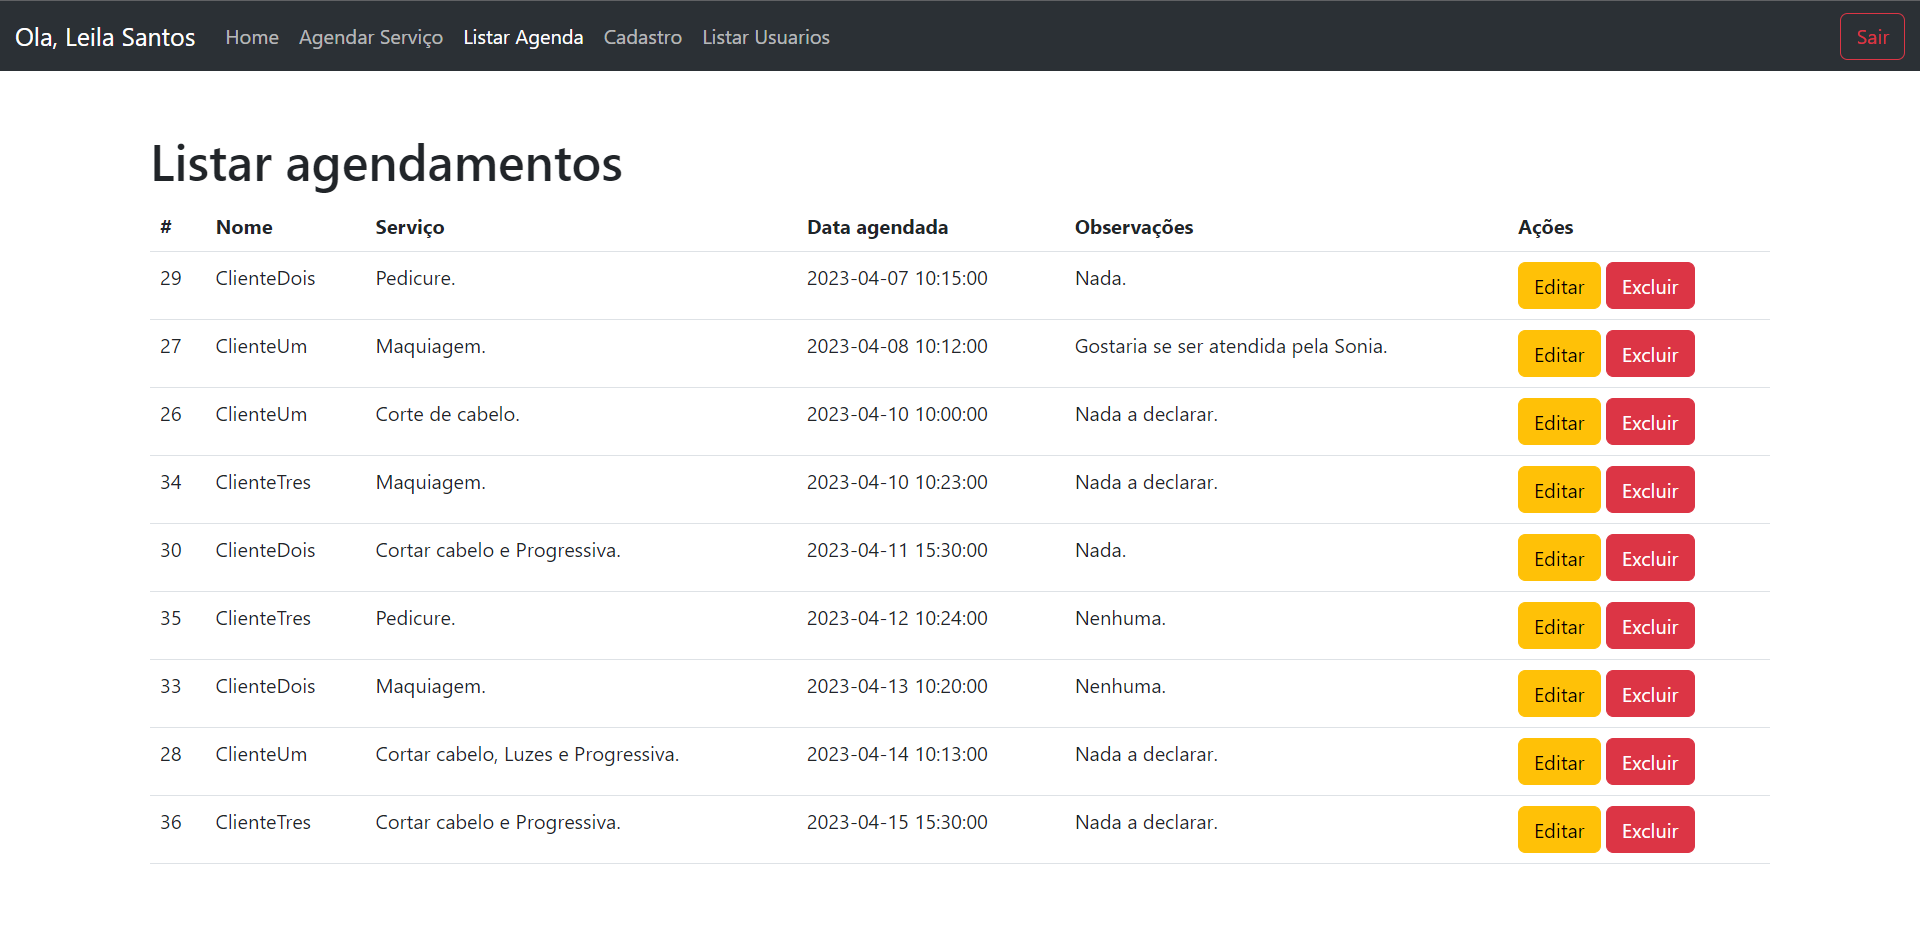 Ola, Leila Santos Home Agendar Serviço Listar Agenda Cadastro Listar Usuarios Sair
Listar agendamentos
# Nome Serviço Data agendada Observações Ações
29 ClienteDois Pedicure. 2023-04-07 10:15:00 Nada. Editar Excluir
27 ClienteUm Maquiagem. 2023-04-08 10:12:00 Gostaria se ser atendida pela Sonia. Editar Excluir
26 ClienteUm Corte de cabelo. 2023-04-10 10:00:00 Nada a declarar. Editar Excluir
34 ClienteTres Maquiagem. 2023-04-10 10:23:00 Nada a declarar. Editar Excluir
30 ClienteDois Cortar cabelo e Progressiva. 2023-04-11 15:30:00 Nada. Editar Excluir
35 ClienteTres Pedicure. 2023-04-12 10:24:00 Nenhuma. Editar Excluir
33 ClienteDois Maquiagem. 2023-04-13 10:20:00 Nenhuma. Editar Excluir
28 ClienteUm Cortar cabelo, Luzes e Progressiva. 2023-04-14 10:13:00 Nada a declarar. Editar Excluir
36 ClienteTres Cortar cabelo e Progressiva. 2023-04-15 15:30:00 Nada a declarar. Editar Excluir